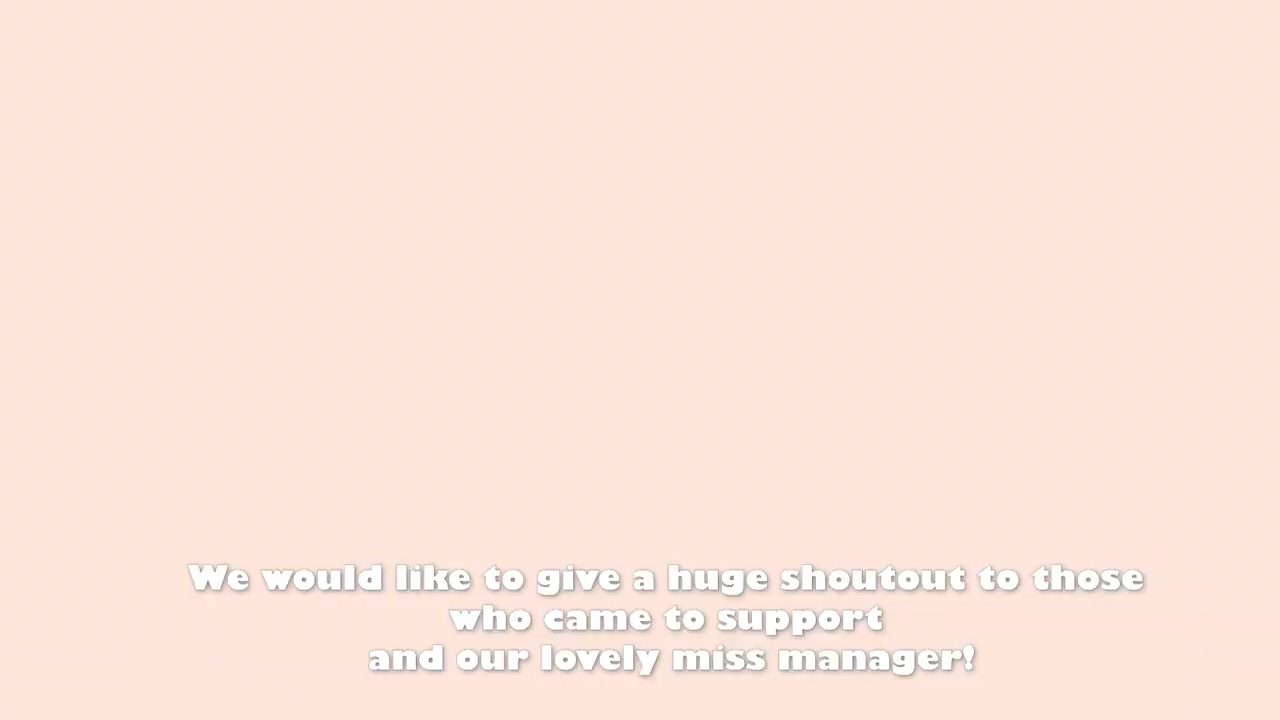 We would like to give a huge shoutout to those
who came to support
and our lovely miss manager!